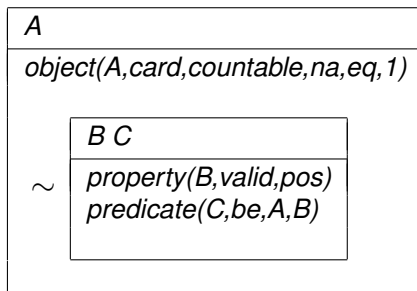 A
object(A,card,countable,na,eq,1)
B C
∼ property(B,valid,pos)
predicate(C,be,A,B)